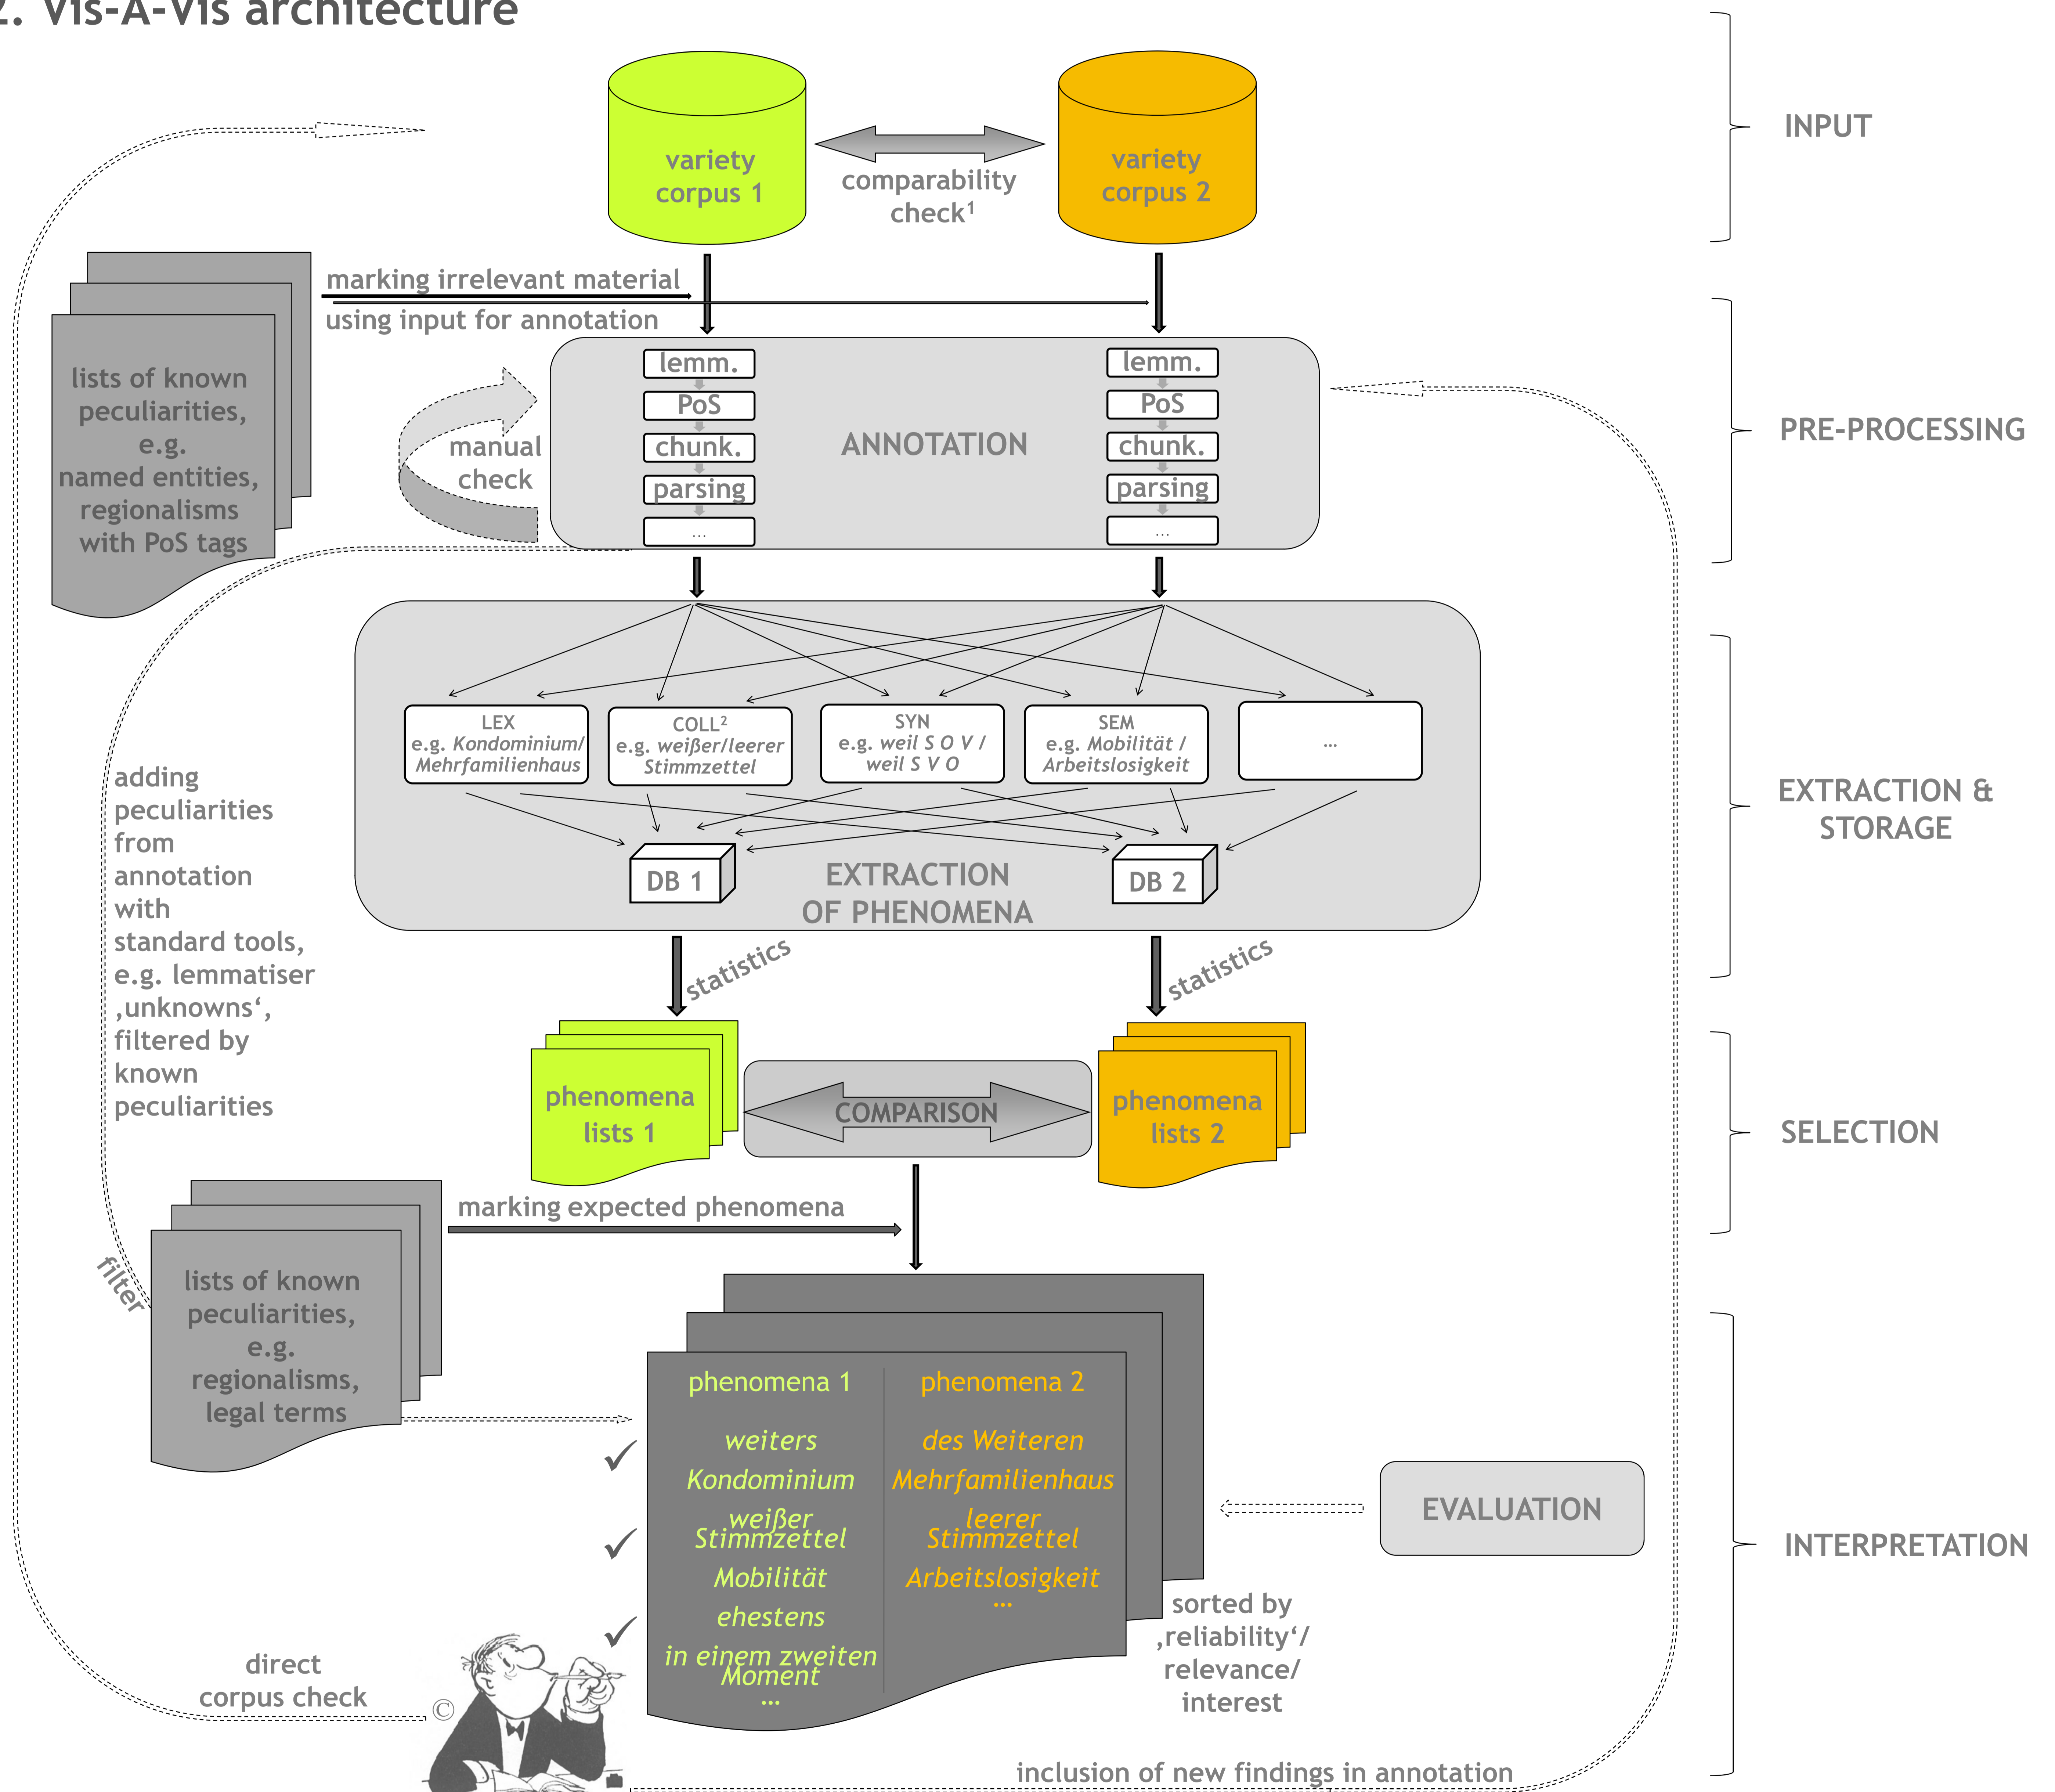 2. Vis-À-Vis architecture
INPUT
variety
corpus 1
comparability
check¹
variety
corpus 2
marking irrelevant material
using input for annotation
lists of known
peculiarities,
e.g.
named entities,
regionalisms
with PoS tags
manual
check
lemm.
PoS
chunk.
parsing
...
ANNOTATION
lemm.
PoS
chunk.
parsing
...
PRE-PROCESSING
LEX
e.g. Kondominium/
Mehrfamilienhaus
COLL²
e.g. weißer/leerer
Stimmzettel
SYN
e.g. weil S O V /
weil S V O
SEM
e.g. Mobilität /
Arbeitslosigkeit
...
DB 1
EXTRACTION
OF PHENOMENA
DB 2
EXTRACTION &
STORAGE
adding
peculiarities
from
annotation
with
standard tools,
e.g. lemmatiser
‚unknowns‘,
filtered by
known
peculiarities
statistics
statistics
phenomena
lists 1
COMPARISON
phenomena
lists 2
SELECTION
marking expected phenomena
filter
lists of known
peculiarities,
e.g.
regionalisms,
legal terms
phenomena 1
weiters
Kondominium
weißer
Stimmzettel
Mobilität
ehestens
in einem zweiten
Moment
...
phenomena 2
des Weiteren
Mehrfamilienhaus
leerer
Stimmzettel
Arbeitslosigkeit
...
EVALUATION
INTERPRETATION
sorted by
‚reliability‘/
relevance/
interest
direct
corpus check
©
inclusion of new findings in annotation